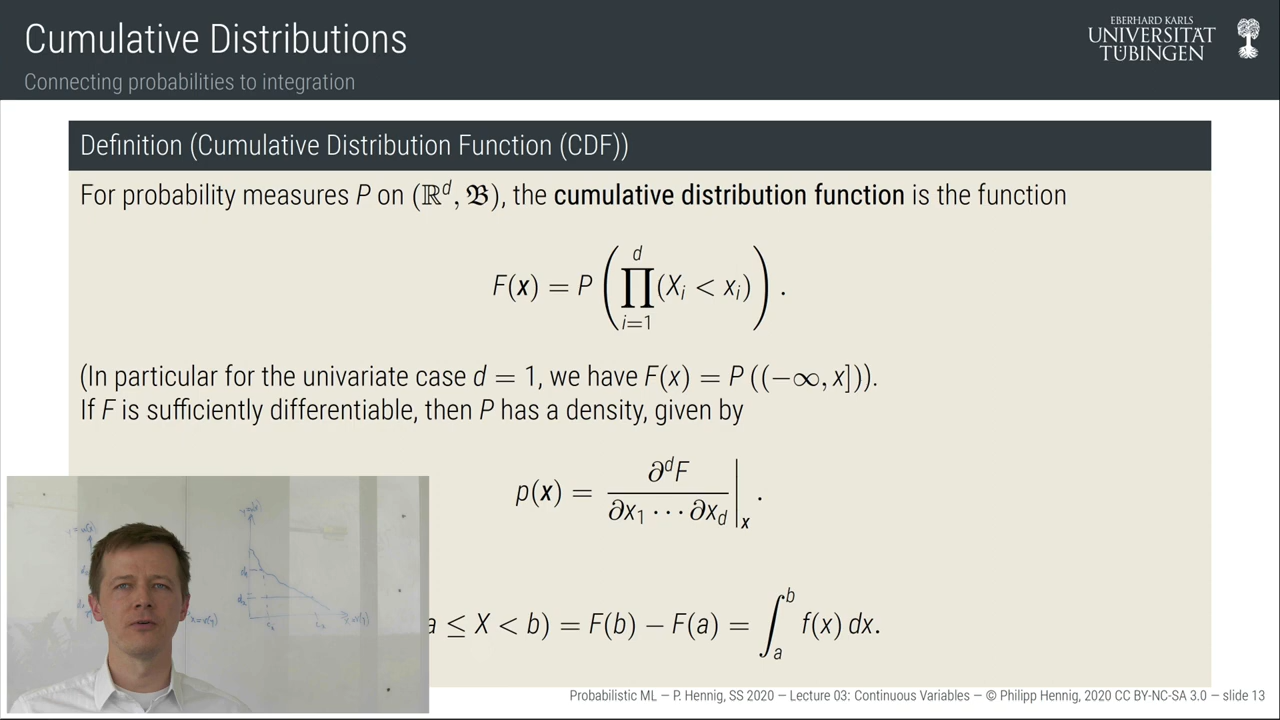 Cumulative Distributions
Connecting probabilities to integration
EBERHARD KARLS
UNIVERSITÄT
TÜBINGEN
Definition (Cumulative Distribution Function (CDF))
For probability measures P on (ℝ^d, 𝔅), the cumulative distribution function is the function
F(x) = P (∏_{i=1}^{d} (X_i < x_i)) .
(In particular for the univariate case d = 1, we have F(x) = P ((−∞, x])).
If F is sufficiently differentiable, then P has a density, given by
p(x) = ∂^d F / ∂x_1 ··· ∂x_d |_x .
a ≤ X < b) = F(b) − F(a) = ∫_a^b f(x) dx.
Probabilistic ML — P. Hennig, SS 2020 — Lecture 03: Continuous Variables — © Philipp Hennig, 2020 CC BY-NC-SA 3.0 — slide 13